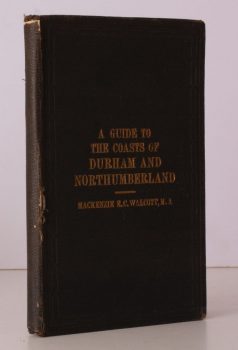 A GUIDE TO
THE COASTS OF
DURHAM AND
NORTHUMBERLAND
MACKENZIE E.C. WALCOTT, M.A